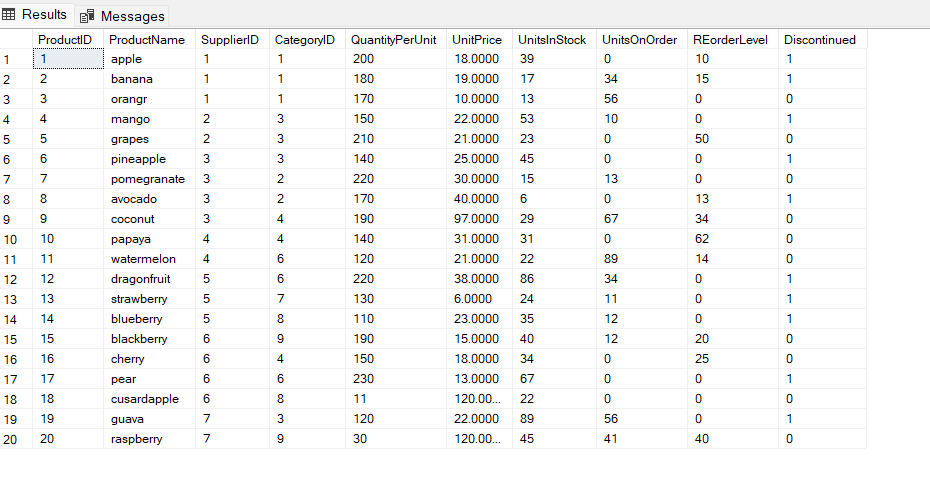 Results Messages
ProductID ProductName SupplierID CategoryID QuantityPerUnit UnitPrice UnitsInStock UnitsOnOrder REorderLevel Discontinued
1 1 apple 1 1 200 18.0000 39 0 10 1
2 2 banana 1 1 180 19.0000 17 34 15 1
3 3 orangr 1 1 170 10.0000 13 56 0 0
4 4 mango 2 3 150 22.0000 53 10 0 1
5 5 grapes 2 3 210 21.0000 23 0 50 0
6 6 pineapple 3 3 140 25.0000 45 0 0 1
7 7 pomegranate 3 2 220 30.0000 15 13 0 0
8 8 avocado 3 2 170 40.0000 6 0 13 1
9 9 coconut 3 4 190 97.0000 29 67 34 0
10 10 papaya 4 4 140 31.0000 31 0 62 0
11 11 watermelon 4 6 120 21.0000 22 89 14 0
12 12 dragonfruit 5 6 220 38.0000 86 34 0 1
13 13 strawberry 5 7 130 6.0000 24 11 0 1
14 14 blueberry 5 8 110 23.0000 35 12 0 1
15 15 blackberry 6 9 190 15.0000 40 12 20 0
16 16 cherry 6 4 150 18.0000 34 0 25 0
17 17 pear 6 6 230 13.0000 67 0 0 1
18 18 cusardapple 6 8 11 120.00... 22 0 0 0
19 19 guava 7 3 120 22.0000 89 56 0 1
20 20 raspberry 7 9 30 120.00... 45 41 40 0